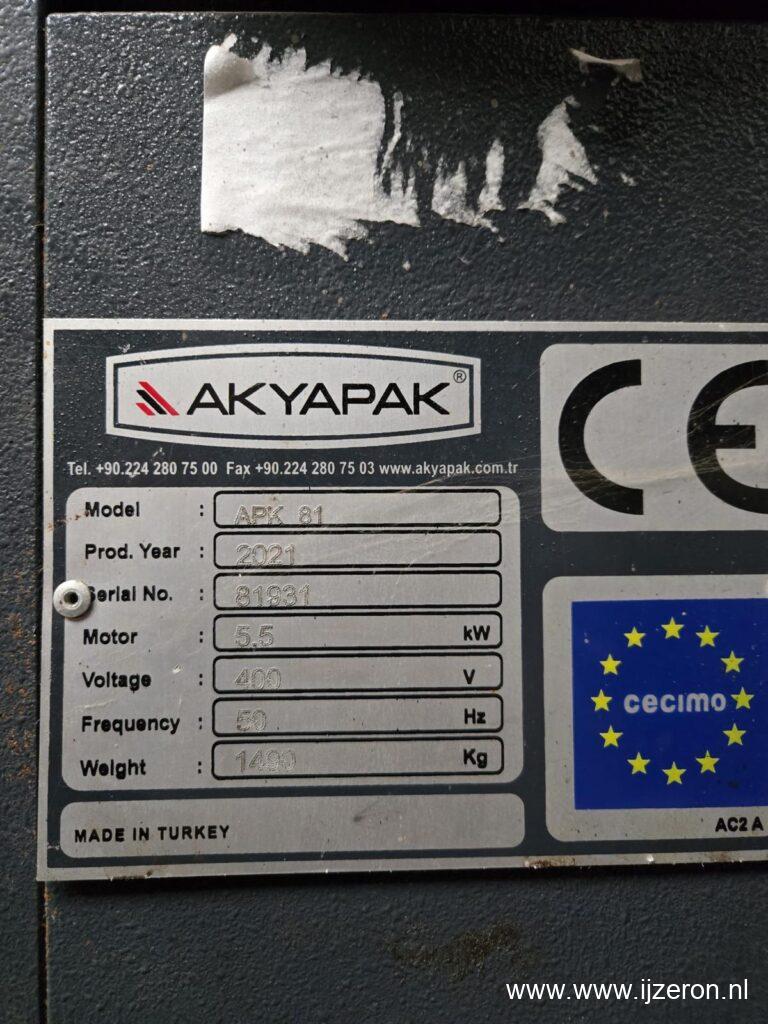 AKYAPAK®
Tel. +90.224 280 75 00 Fax +90.224 280 75 03 www.akyapak.com.tr
CE
Model : APK 81
Prod. Year : 2021
Serial No. : 81931
Motor : 5.5 kW
Voltage : 400 V
Frequency : 50 Hz
Weight : 1490 Kg
cecimo
AC2 A
MADE IN TURKEY
www.www.ijzeron.nl